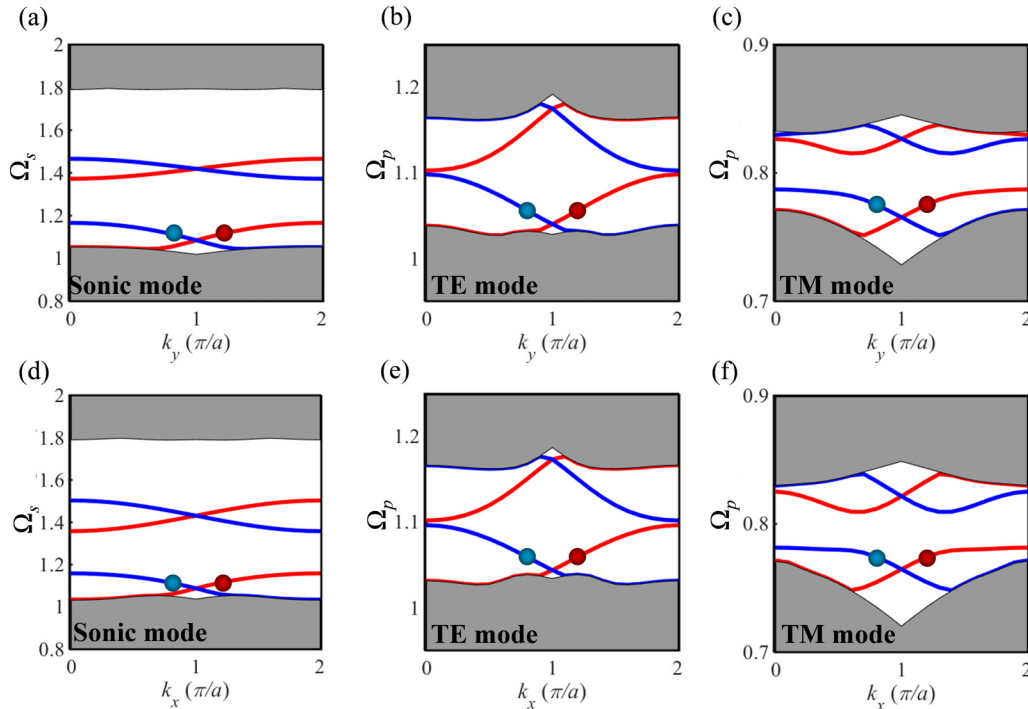 (a)
(b)
(c)
2
1.8
1.6
1.4
1.2
1
0.8
Ωs
Sonic mode
0
1
2
ky (π/a)
1.2
1.1
1
Ωp
TE mode
0
1
2
ky (π/a)
0.9
0.8
0.7
Ωp
TM mode
0
1
2
ky (π/a)
(d)
(e)
(f)
2
1.8
1.6
1.4
1.2
1
0.8
Ωs
Sonic mode
0
1
2
kx (π/a)
1.2
1.1
1
Ωp
TE mode
0
1
2
kx (π/a)
0.9
0.8
0.7
Ωp
TM mode
0
1
2
kx (π/a)